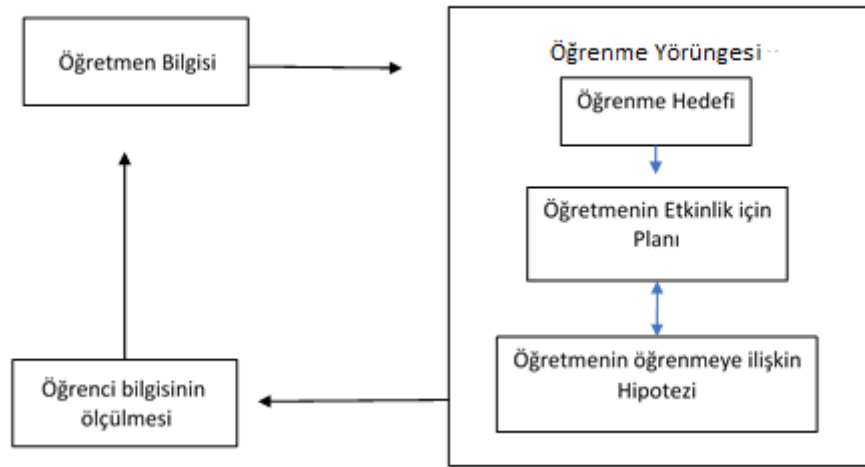 Öğretmen Bilgisi
Öğrenme Yörüngesi
Öğrenme Hedefi
Öğretmenin Etkinlik için
Planı
Öğretmenin öğrenmeye ilişkin
Hipotezi
Öğrenci bilgisinin
ölçülmesi